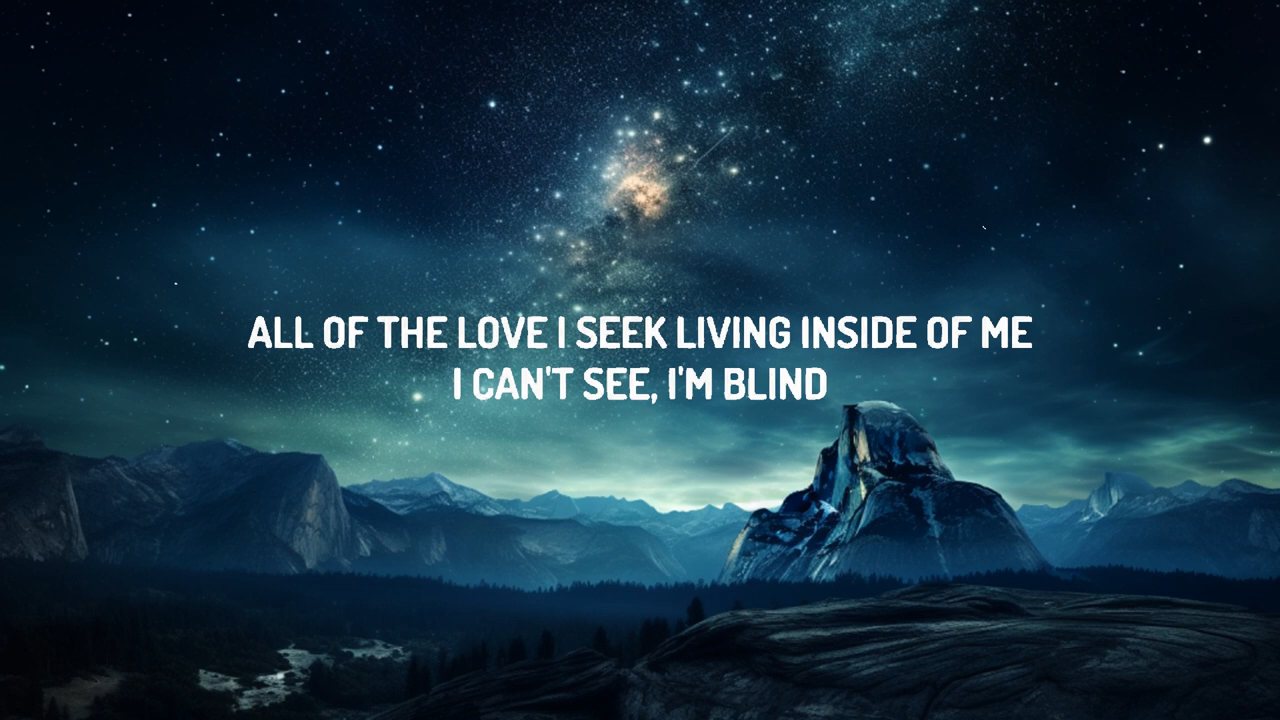 ALL OF THE LOVE I SEEK LIVING INSIDE OF ME
I CAN'T SEE, I'M BLIND